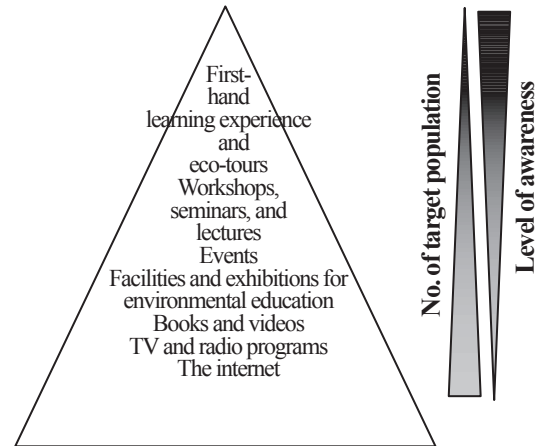 First-
hand
learning experience
and
eco-tours
Workshops,
seminars, and
lectures
Events
Facilities and exhibitions for
environmental education
Books and videos
TV and radio programs
The internet
No. of target population
Level of awareness